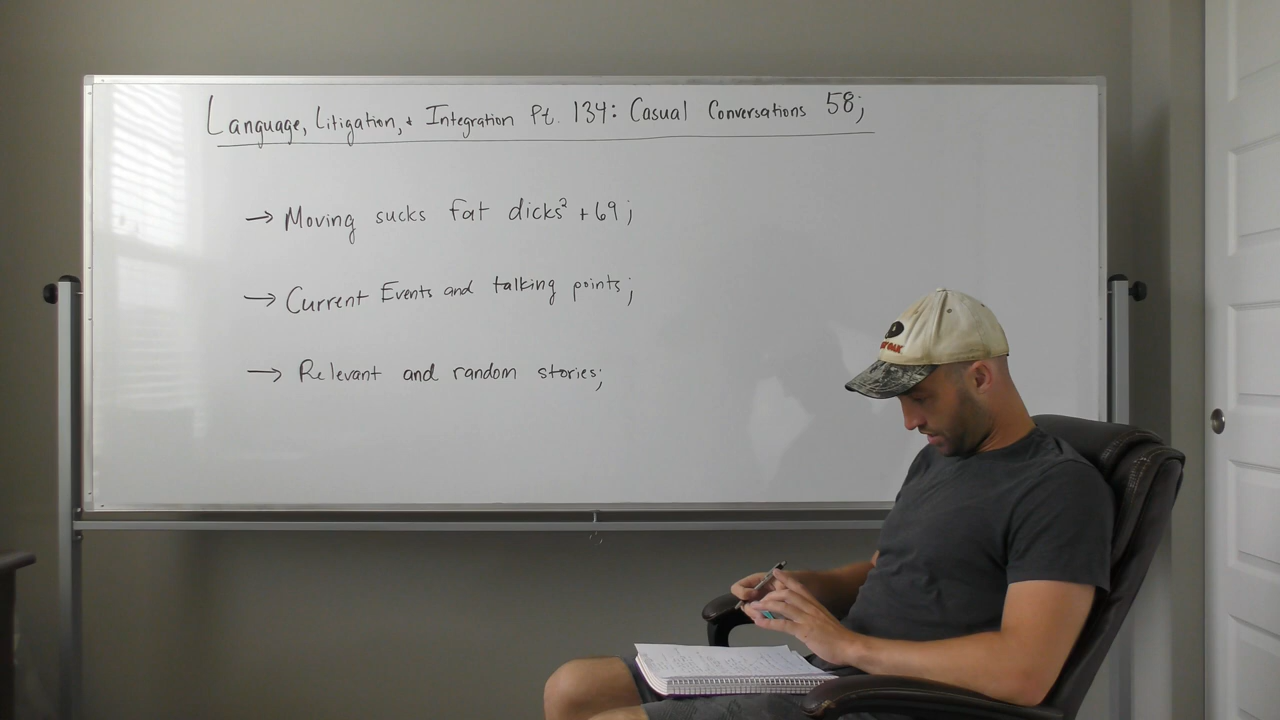 Language, Litigation, & Integration Pt. 134: Casual Conversations 58;
→ Moving sucks fat dicks² + 69;
→ Current Events and talking points;
→ Relevant and random stories;
OAK